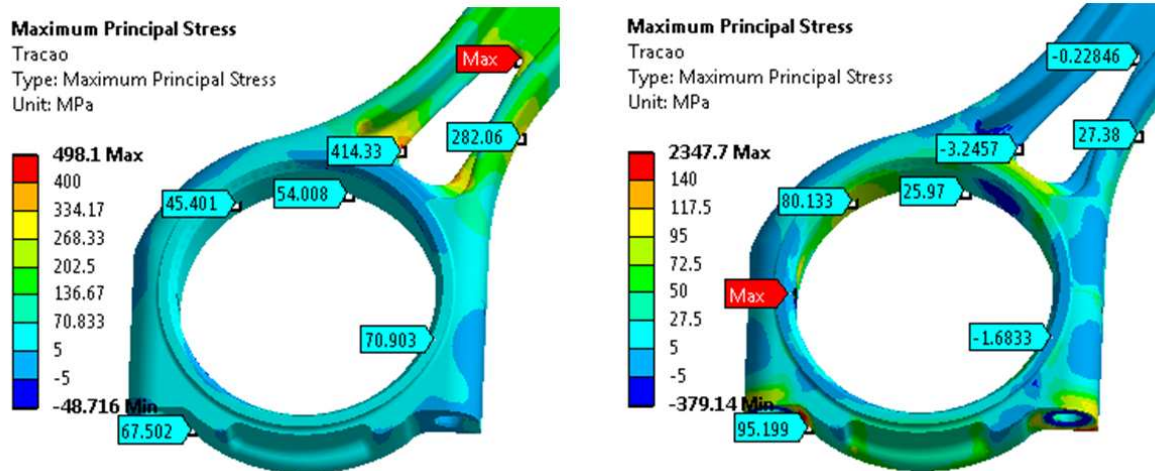 Maximum Principal Stress
Tracao
Type: Maximum Principal Stress
Unit: MPa
Max
282.06
414.33
498.1 Max
400
334.17
268.33
202.5
136.67
70.833
5
-5
-48.716 Min
45.401
54.008
70.903
67.502
Maximum Principal Stress
Tracao
Type: Maximum Principal Stress
Unit: MPa
-0.22846
27.38
-3.2457
2347.7 Max
140
117.5
95
72.5
50
27.5
5
-5
-379.14 Min
80.133
25.97
Max
-1.6833
95.199